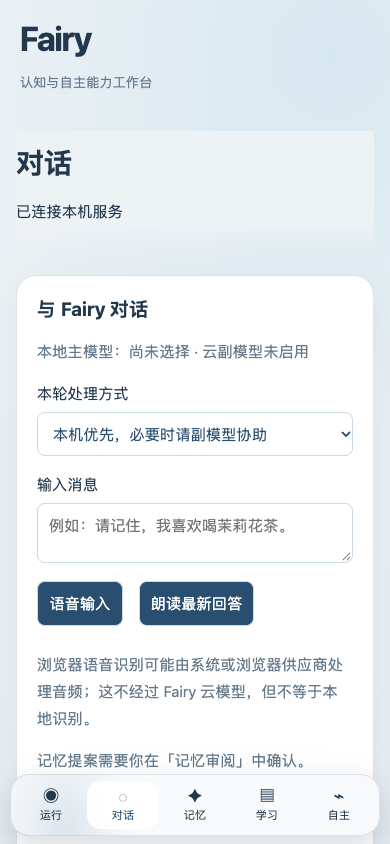 Fairy
认知与自主能力工作台
对话
已连接本机服务
与 Fairy 对话
本地主模型：尚未选择 · 云副模型未启用
本轮处理方式
本机优先，必要时请副模型协助
输入消息
例如：请记住，我喜欢喝茉莉花茶。
语音输入 朗读最新回答
浏览器语音识别可能由系统或浏览器供应商处
理音频；这不经过 Fairy 云模型，但不等于本
地识别。
记忆提案需要你在「记忆审阅」中确认。
运行 对话 记忆 学习 自主